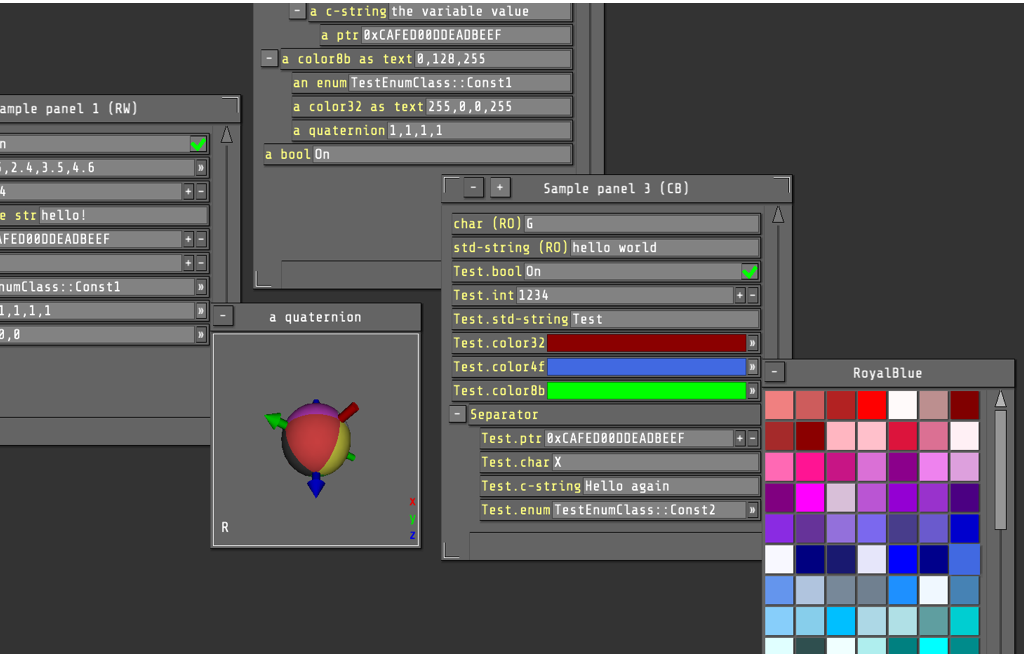 a c-string the variable value
a ptr 0xCAFED00DDEADBEEF
- a color8b as text 0,128,255
an enum TestEnumClass::Const1
a color32 as text 255,0,0,255
a quaternion 1,1,1,1
a bool On
ample panel 1 (RW)
n
,2.4,3.5,4.6 »
4 + -
e str hello!
AFED00DDEADBEEF + -
+ -
numClass::Const1 »
1,1,1,1 »
0,0 »
- a quaternion
R
x
y
z
- + Sample panel 3 (CB)
char (RO) G
std-string (RO) hello world
Test.bool On
Test.int 1234 + -
Test.std-string Test
Test.color32 »
Test.color4f »
Test.color8b »
- Separator
Test.ptr 0xCAFED00DDEADBEEF + -
Test.char X
Test.c-string Hello again
Test.enum TestEnumClass::Const2 »
- RoyalBlue